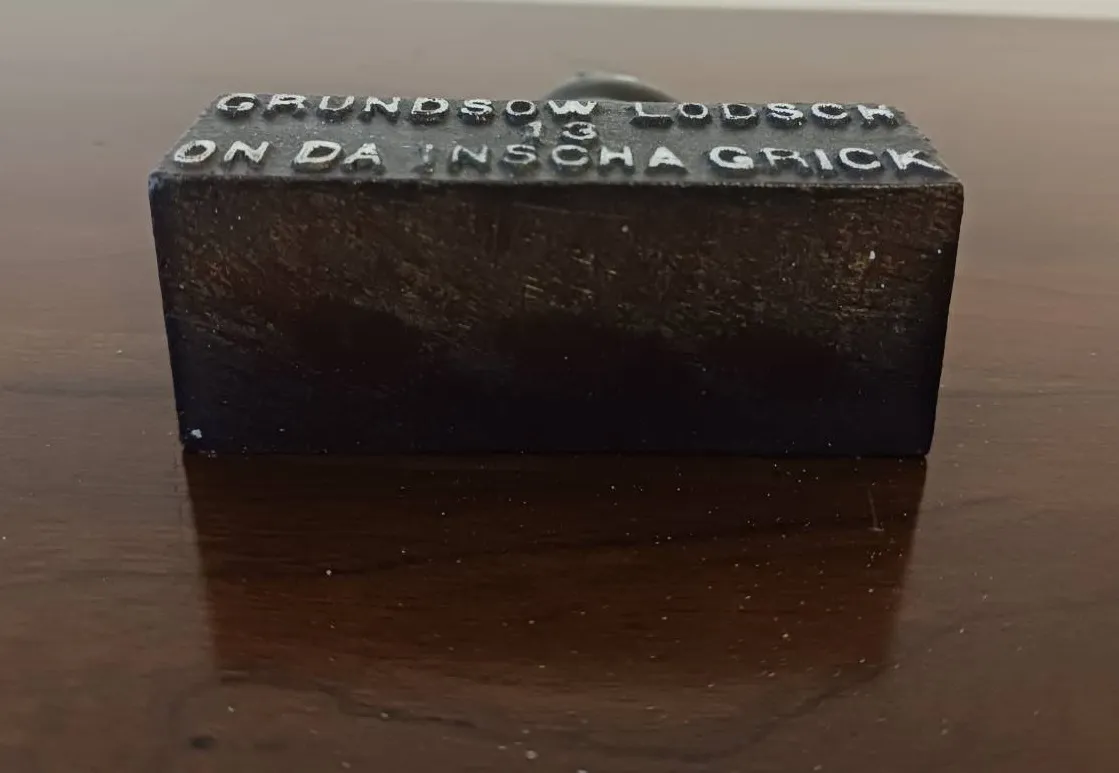 GRUNDSOW LODSCH
13
ON DA INSCHA GRICK